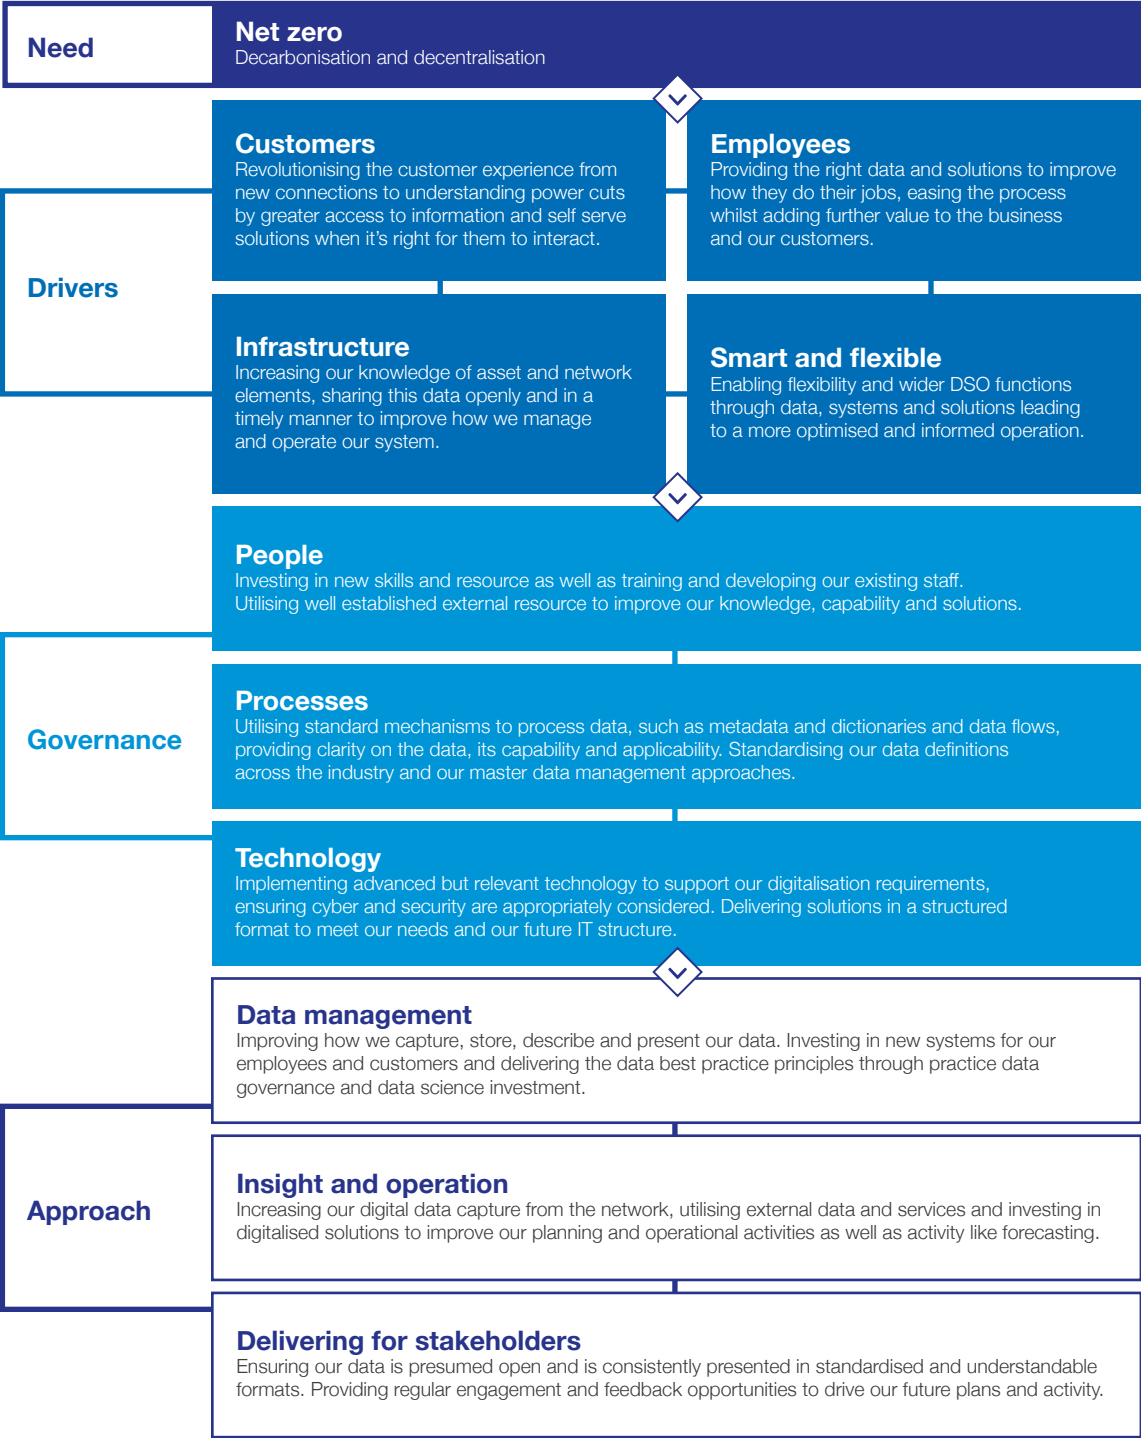 Need
Net zero
Decarbonisation and decentralisation
Drivers
Customers
Revolutionising the customer experience from
new connections to understanding power cuts
by greater access to information and self serve
solutions when it’s right for them to interact.
Employees
Providing the right data and solutions to improve
how they do their jobs, easing the process
whilst adding further value to the business
and our customers.
Infrastructure
Increasing our knowledge of asset and network
elements, sharing this data openly and in a
timely manner to improve how we manage
and operate our system.
Smart and flexible
Enabling flexibility and wider DSO functions
through data, systems and solutions leading
to a more optimised and informed operation.
Governance
People
Investing in new skills and resource as well as training and developing our existing staff.
Utilising well established external resource to improve our knowledge, capability and solutions.
Processes
Utilising standard mechanisms to process data, such as metadata and dictionaries and data flows,
providing clarity on the data, its capability and applicability. Standardising our data definitions
across the industry and our master data management approaches.
Technology
Implementing advanced but relevant technology to support our digitalisation requirements,
ensuring cyber and security are appropriately considered. Delivering solutions in a structured
format to meet our needs and our future IT structure.
Approach
Data management
Improving how we capture, store, describe and present our data. Investing in new systems for our
employees and customers and delivering the data best practice principles through practice data
governance and data science investment.
Insight and operation
Increasing our digital data capture from the network, utilising external data and services and investing in
digitalised solutions to improve our planning and operational activities as well as activity like forecasting.
Delivering for stakeholders
Ensuring our data is presumed open and is consistently presented in standardised and understandable
formats. Providing regular engagement and feedback opportunities to drive our future plans and activity.